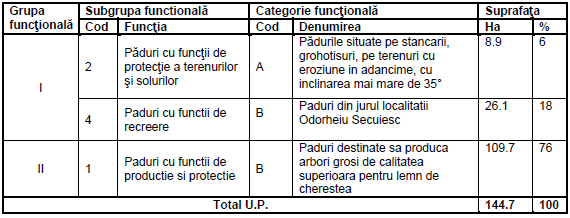 Grupa funcţională Subgrupa functională Categorie funcţională Suprafaţa
Cod Funcţia Cod Denumirea Ha %
I
2 Păduri cu funcţii de protecţie a terenurilor şi solurilor A Pădurile situate pe stancarii, grohotisuri, pe terenuri cu eroziune in adancime, cu inclinarea mai mare de 35° 8.9 6
4 Paduri cu functii de recreere B Paduri din jurul localitatii Odorheiu Secuiesc 26.1 18
II 1 Paduri cu functii de productie si protectie B Paduri destinate sa produca arbori grosi de calitatea superioara pentru lemn de cherestea 109.7 76
Total U.P. 144.7 100